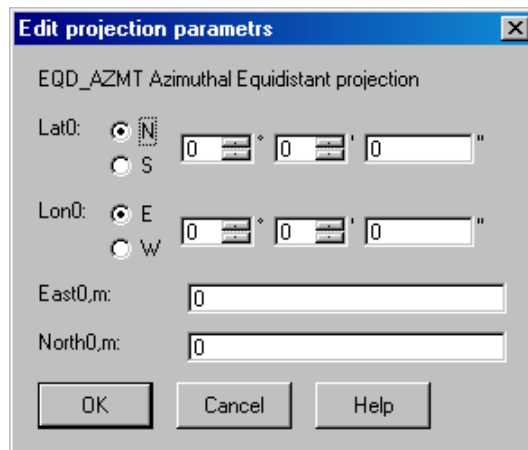 Edit projection parametrs
EQD_AZMT Azimuthal Equidistant projection
Lat0: N 0 ° 0 ' 0 "
S
Lon0: E 0 ° 0 ' 0 "
W
East0,m: 0
North0,m: 0
OK Cancel Help